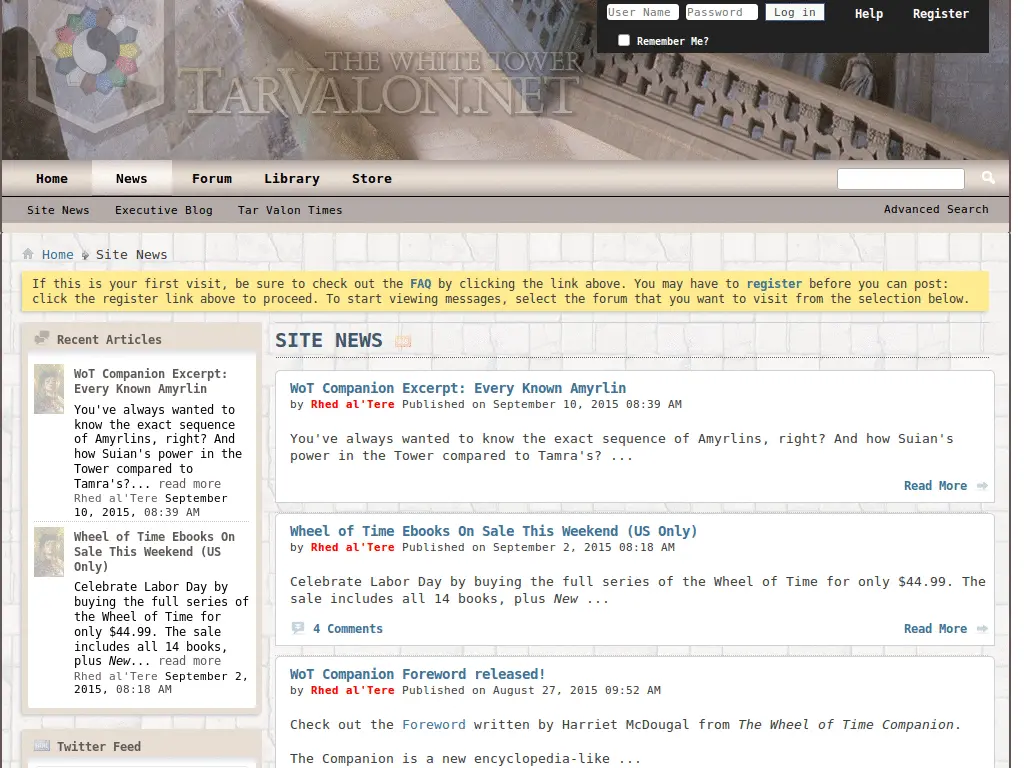 User Name Password Log in Help Register
Remember Me?
THE WHITE TOWER
TARVALON.NET
Home News Forum Library Store
Site News Executive Blog Tar Valon Times Advanced Search
Home Site News
If this is your first visit, be sure to check out the FAQ by clicking the link above. You may have to register before you can post:
click the register link above to proceed. To start viewing messages, select the forum that you want to visit from the selection below.
Recent Articles
WoT Companion Excerpt:
Every Known Amyrlin
You've always wanted to
know the exact sequence
of Amyrlins, right? And
how Suian's power in the
Tower compared to
Tamra's?... read more
Rhed al'Tere September
10, 2015, 08:39 AM
Wheel of Time Ebooks On
Sale This Weekend (US
Only)
Celebrate Labor Day by
buying the full series of
the Wheel of Time for
only $44.99. The sale
includes all 14 books,
plus New... read more
Rhed al'Tere September 2,
2015, 08:18 AM
Twitter Feed
SITE NEWS
WoT Companion Excerpt: Every Known Amyrlin
by Rhed al'Tere Published on September 10, 2015 08:39 AM
You've always wanted to know the exact sequence of Amyrlins, right? And how Suian's
power in the Tower compared to Tamra's? ...
Read More
Wheel of Time Ebooks On Sale This Weekend (US Only)
by Rhed al'Tere Published on September 2, 2015 08:18 AM
Celebrate Labor Day by buying the full series of the Wheel of Time for only $44.99. The
sale includes all 14 books, plus New ...
4 Comments Read More
WoT Companion Foreword released!
by Rhed al'Tere Published on August 27, 2015 09:52 AM
Check out the Foreword written by Harriet McDougal from The Wheel of Time Companion.
The Companion is a new encyclopedia-like ...